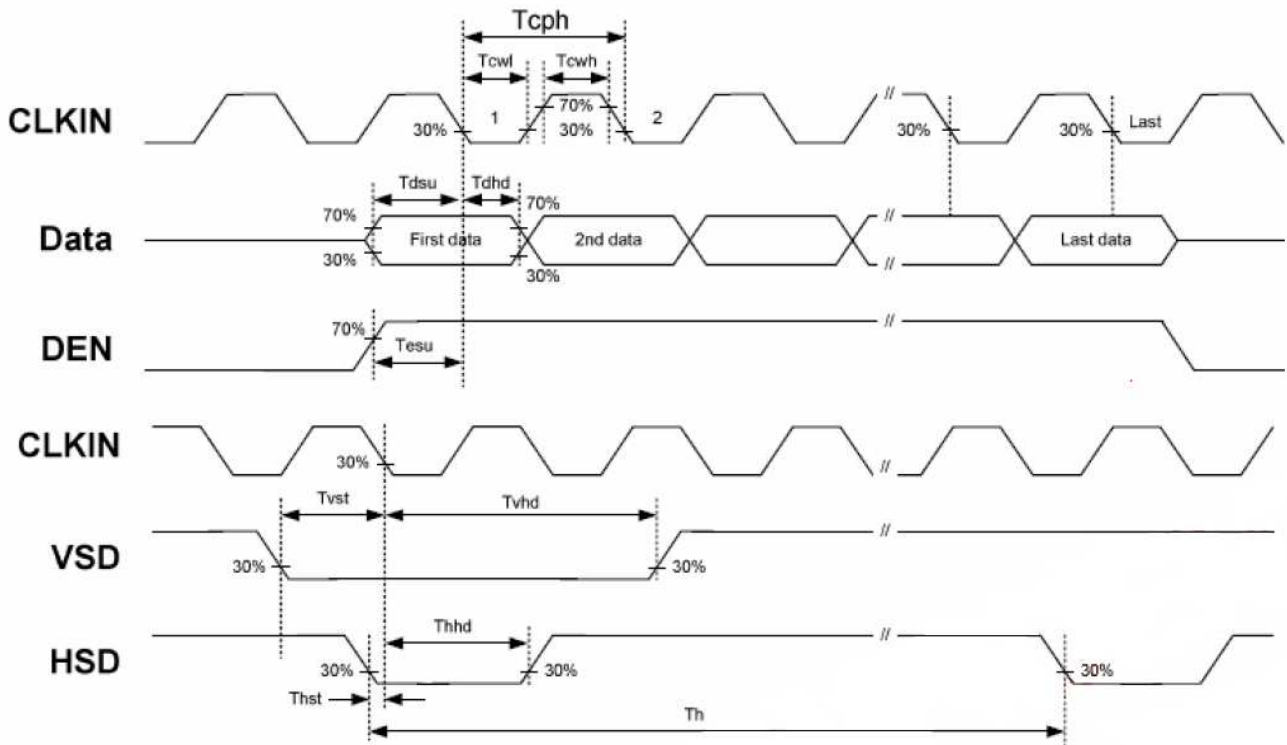 Tcph
Tcwl Tcwh
CLKIN 30% 1 70% 30% 2 // 30% 30% Last
Tdsu Tdhd
70% 70%
Data First data 2nd data // Last data
30% 30%
DEN 70% //
Tesu
CLKIN 30% //
Tvst Tvhd
VSD 30% 30% //
Thhd
HSD 30% 30% // 30%
Thst
Th